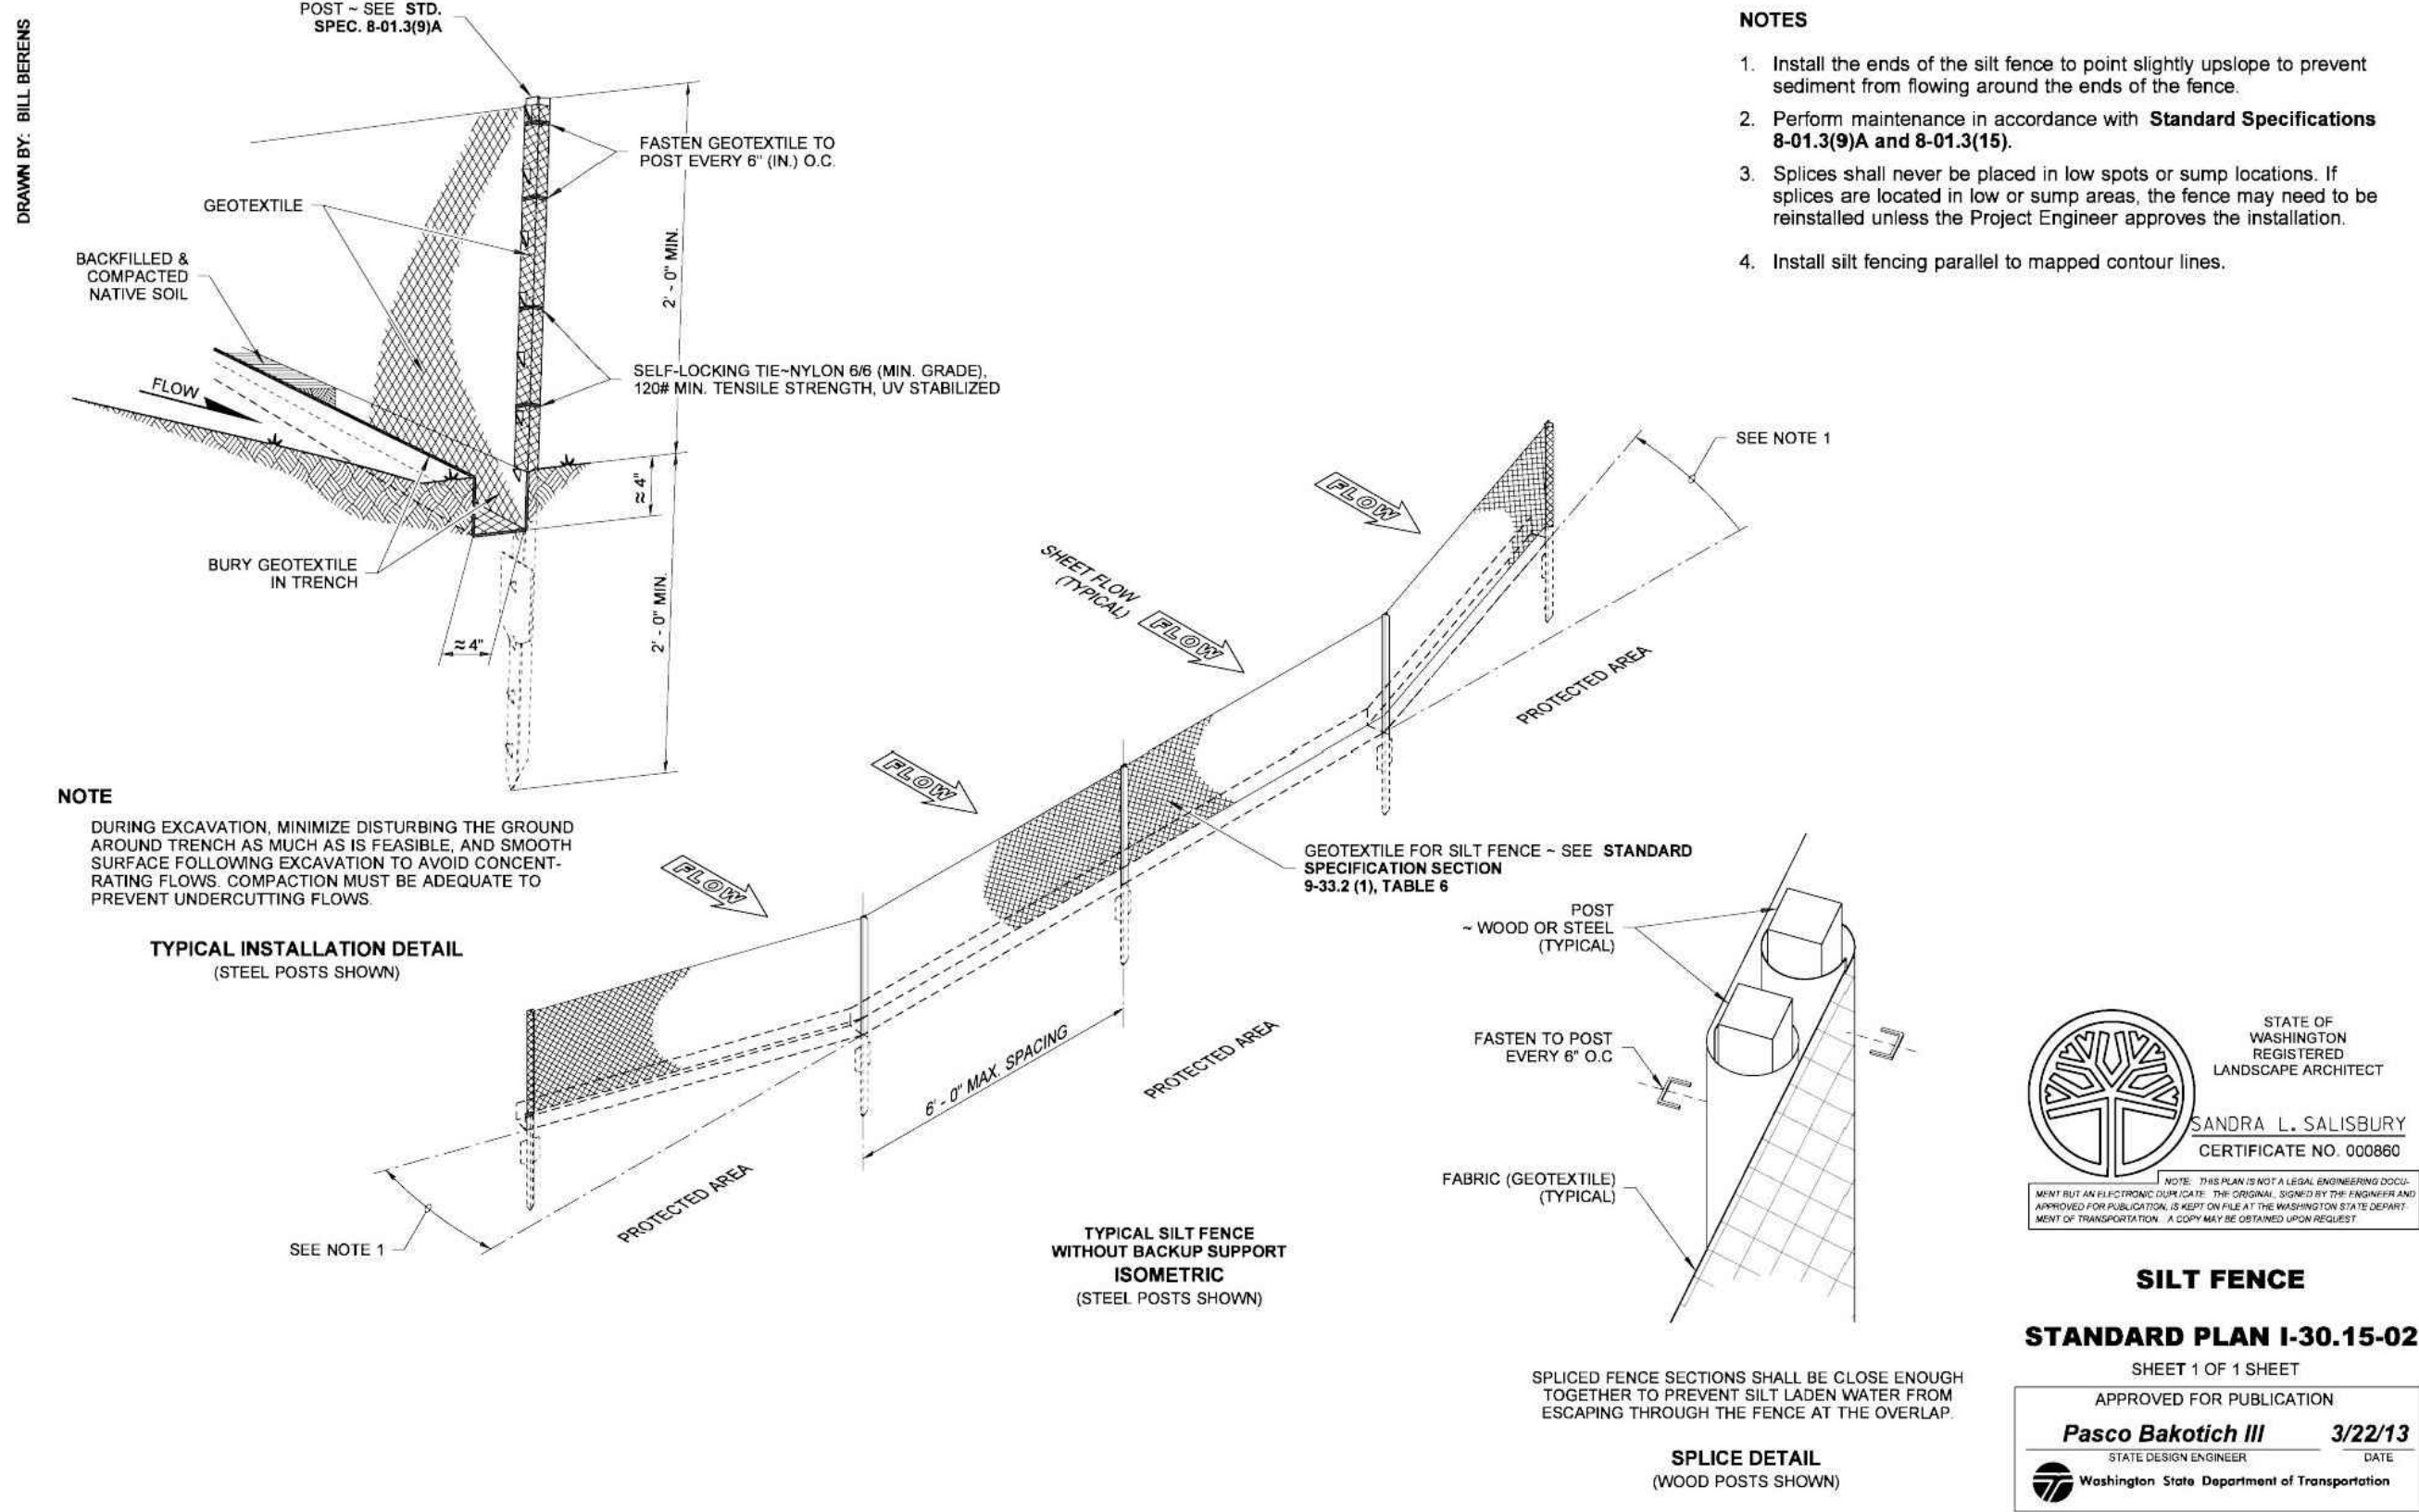 DRAWN BY: BILL BERENS
POST ~ SEE STD.
SPEC. 8-01.3(9)A
FASTEN GEOTEXTILE TO
POST EVERY 6" (IN.) O.C.
GEOTEXTILE
BACKFILLED &
COMPACTED
NATIVE SOIL
FLOW
2' - 0" MIN.
SELF-LOCKING TIE~NYLON 6/6 (MIN. GRADE),
120# MIN. TENSILE STRENGTH, UV STABILIZED
≈ 4"
BURY GEOTEXTILE
IN TRENCH
≈ 4"
2' - 0" MIN.
NOTE
DURING EXCAVATION, MINIMIZE DISTURBING THE GROUND
AROUND TRENCH AS MUCH AS IS FEASIBLE, AND SMOOTH
SURFACE FOLLOWING EXCAVATION TO AVOID CONCENT-
RATING FLOWS. COMPACTION MUST BE ADEQUATE TO
PREVENT UNDERCUTTING FLOWS.
TYPICAL INSTALLATION DETAIL
(STEEL POSTS SHOWN)
NOTES
1. Install the ends of the silt fence to point slightly upslope to prevent
sediment from flowing around the ends of the fence.
2. Perform maintenance in accordance with Standard Specifications
8-01.3(9)A and 8-01.3(15).
3. Splices shall never be placed in low spots or sump locations. If
splices are located in low or sump areas, the fence may need to be
reinstalled unless the Project Engineer approves the installation.
4. Install silt fencing parallel to mapped contour lines.
SEE NOTE 1
FLOW
SHEET FLOW
(TYPICAL)
FLOW
PROTECTED AREA
FLOW
FLOW
GEOTEXTILE FOR SILT FENCE ~ SEE STANDARD
SPECIFICATION SECTION
9-33.2 (1), TABLE 6
6' - 0" MAX. SPACING
PROTECTED AREA
PROTECTED AREA
SEE NOTE 1
TYPICAL SILT FENCE
WITHOUT BACKUP SUPPORT
ISOMETRIC
(STEEL POSTS SHOWN)
POST
~ WOOD OR STEEL
(TYPICAL)
FASTEN TO POST
EVERY 6" O.C
FABRIC (GEOTEXTILE)
(TYPICAL)
SPLICED FENCE SECTIONS SHALL BE CLOSE ENOUGH
TOGETHER TO PREVENT SILT LADEN WATER FROM
ESCAPING THROUGH THE FENCE AT THE OVERLAP.
SPLICE DETAIL
(WOOD POSTS SHOWN)
STATE OF
WASHINGTON
REGISTERED
LANDSCAPE ARCHITECT
SANDRA L. SALISBURY
CERTIFICATE NO. 000860
NOTE: THIS PLAN IS NOT A LEGAL ENGINEERING DOCU-
MENT BUT AN ELECTRONIC DUPLICATE. THE ORIGINAL, SIGNED BY THE ENGINEER AND
APPROVED FOR PUBLICATION, IS KEPT ON FILE AT THE WASHINGTON STATE DEPART-
MENT OF TRANSPORTATION. A COPY MAY BE OBTAINED UPON REQUEST.
SILT FENCE
STANDARD PLAN I-30.15-02
SHEET 1 OF 1 SHEET
APPROVED FOR PUBLICATION
Pasco Bakotich III 3/22/13
STATE DESIGN ENGINEER DATE
Washington State Department of Transportation